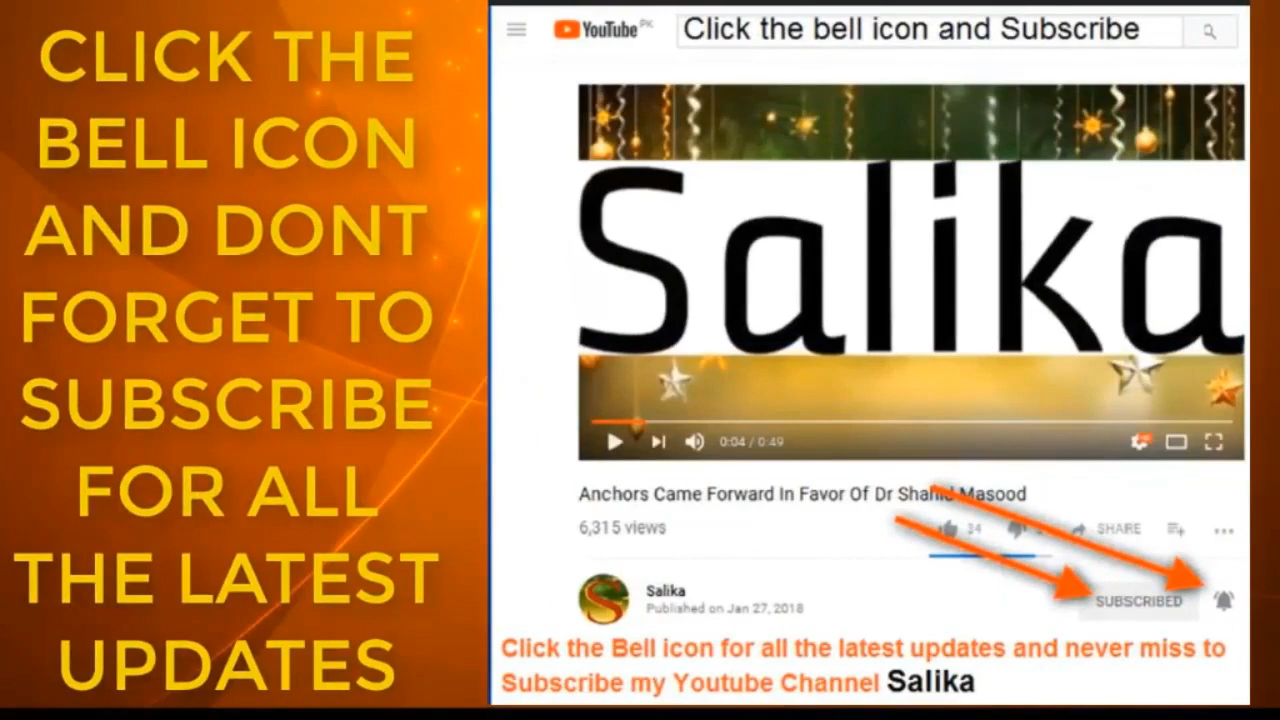 CLICK THE
BELL ICON
AND DONT
FORGET TO
SUBSCRIBE
FOR ALL
THE LATEST
UPDATES
YouTube PK
Click the bell icon and Subscribe
Salika
0:04 / 0:49
Anchors Came Forward In Favor Of Dr Shahid Masood
6,315 views
34 SHARE
Salika
Published on Jan 27, 2018
SUBSCRIBED
Click the Bell icon for all the latest updates and never miss to
Subscribe my Youtube Channel Salika